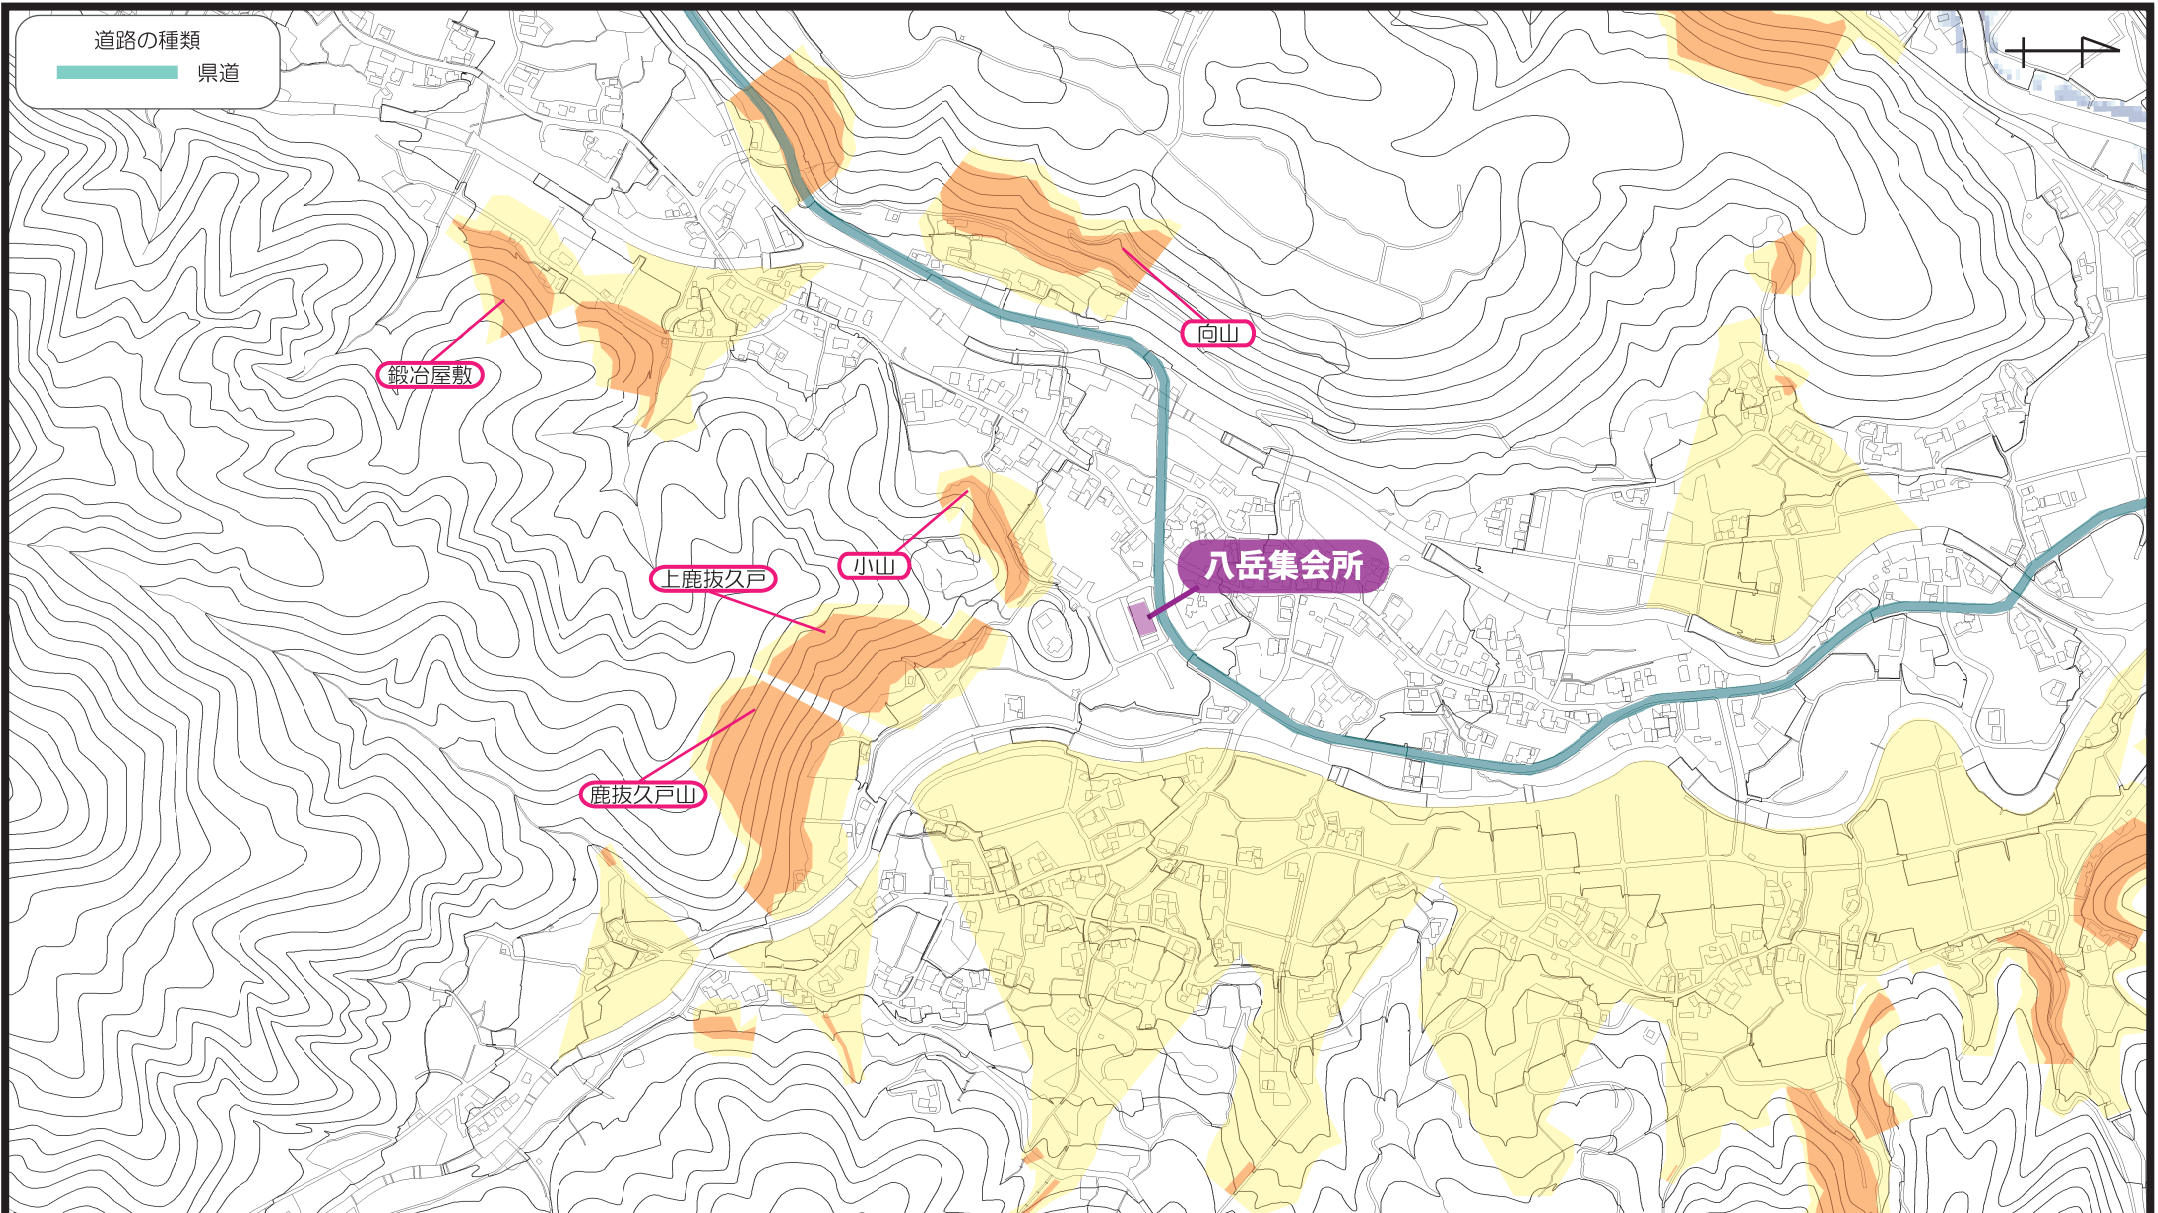 道路の種類
県道
向山
鍛冶屋敷
八岳集会所
小山
上鹿抜久戸
鹿抜久戸山